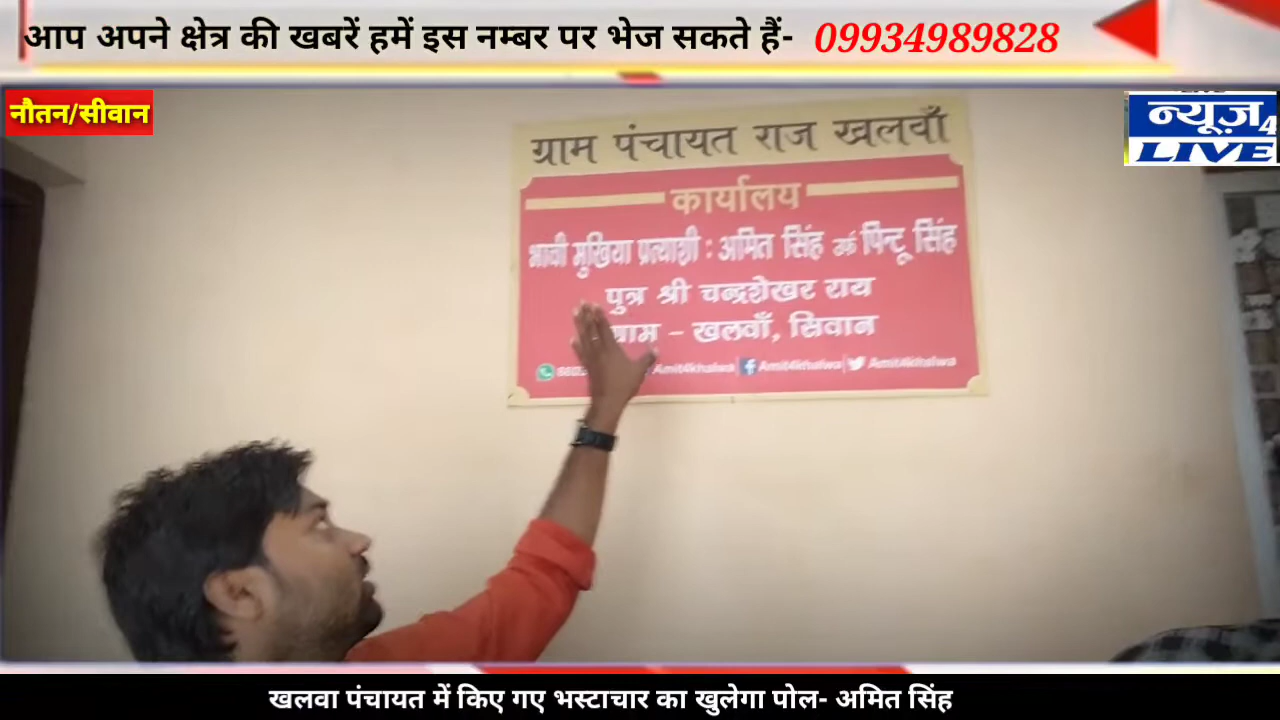 आप अपने क्षेत्र की खबरें हमें इस नम्बर पर भेज सकते हैं- 09934989828
नौतन/सीवान
न्यूज़4
LIVE
ग्राम पंचायत राज खलवाँ
कार्यालय
भावी मुखिया प्रत्याशी : अमित सिंह उर्फ पिन्टू सिंह
पुत्र श्री चन्द्रशेखर राय
ग्राम - खलवाँ, सिवान
Amit4khalwa Amit4khalwa Amit4khalwa
खलवा पंचायत में किए गए भस्टाचार का खुलेगा पोल- अमित सिंह